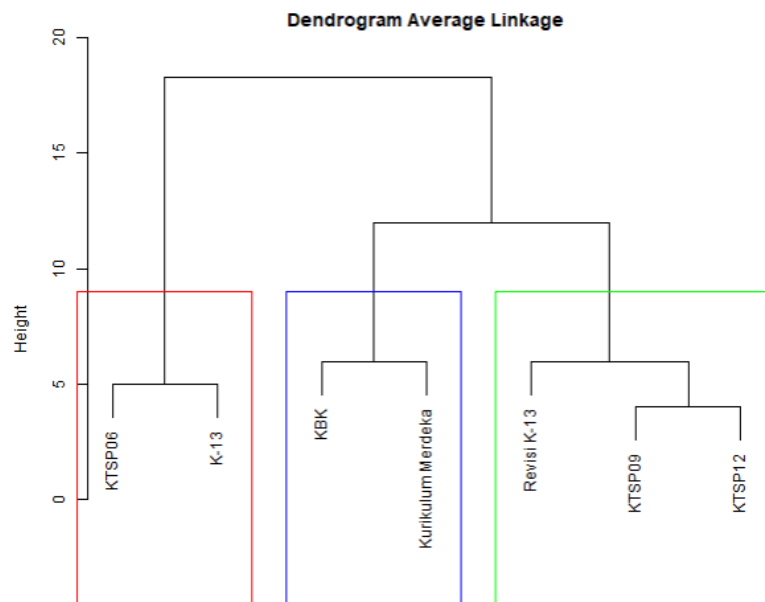 Dendrogram Average Linkage
20
15
10
5
0
Height
KTSP06
K-13
KBK
Kurikulum Merdeka
Revisi K-13
KTSP09
KTSP12